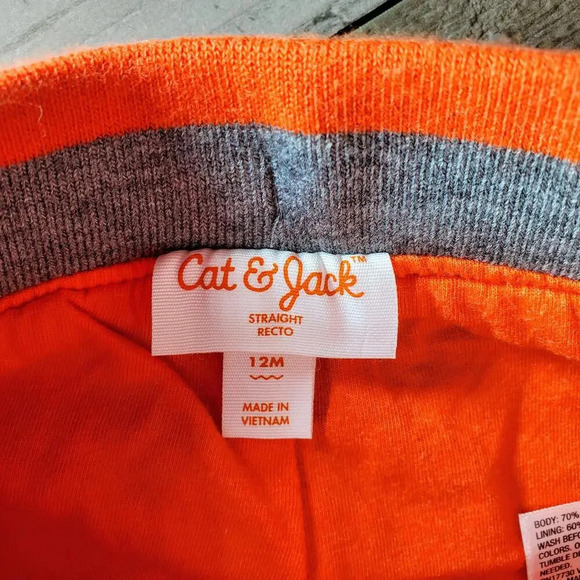 Cat & Jack™
STRAIGHT
RECTO
12M
MADE IN
VIETNAM
BODY: 70%
LINING: 60%
WASH BEFO
COLORS. O
TUMBLE D
NEEDED.